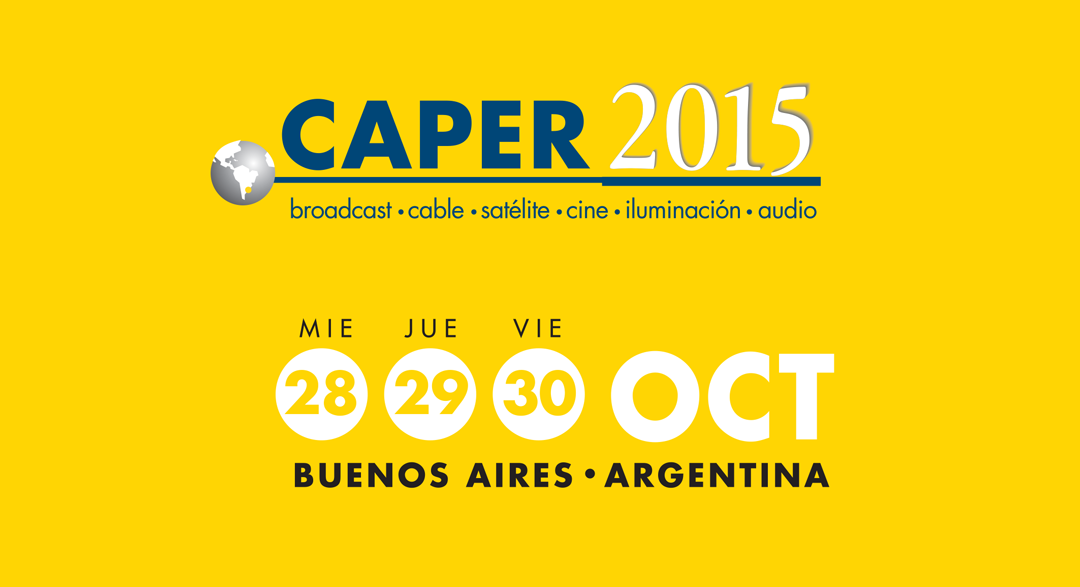 CAPER 2015
broadcast • cable • satélite • cine • iluminación • audio
MIE JUE VIE
28 29 30 OCT
BUENOS AIRES • ARGENTINA